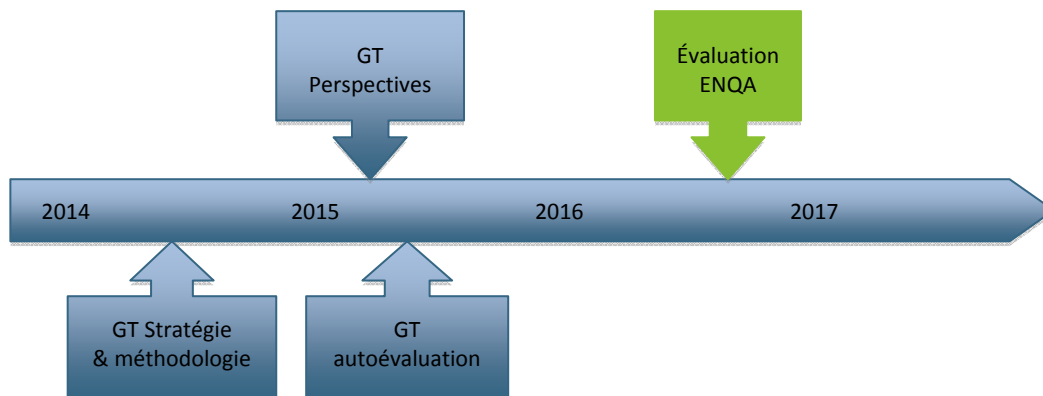 GT
Perspectives
Évaluation
ENQA
2014
2015
2016
2017
GT Stratégie
& méthodologie
GT
autoévaluation